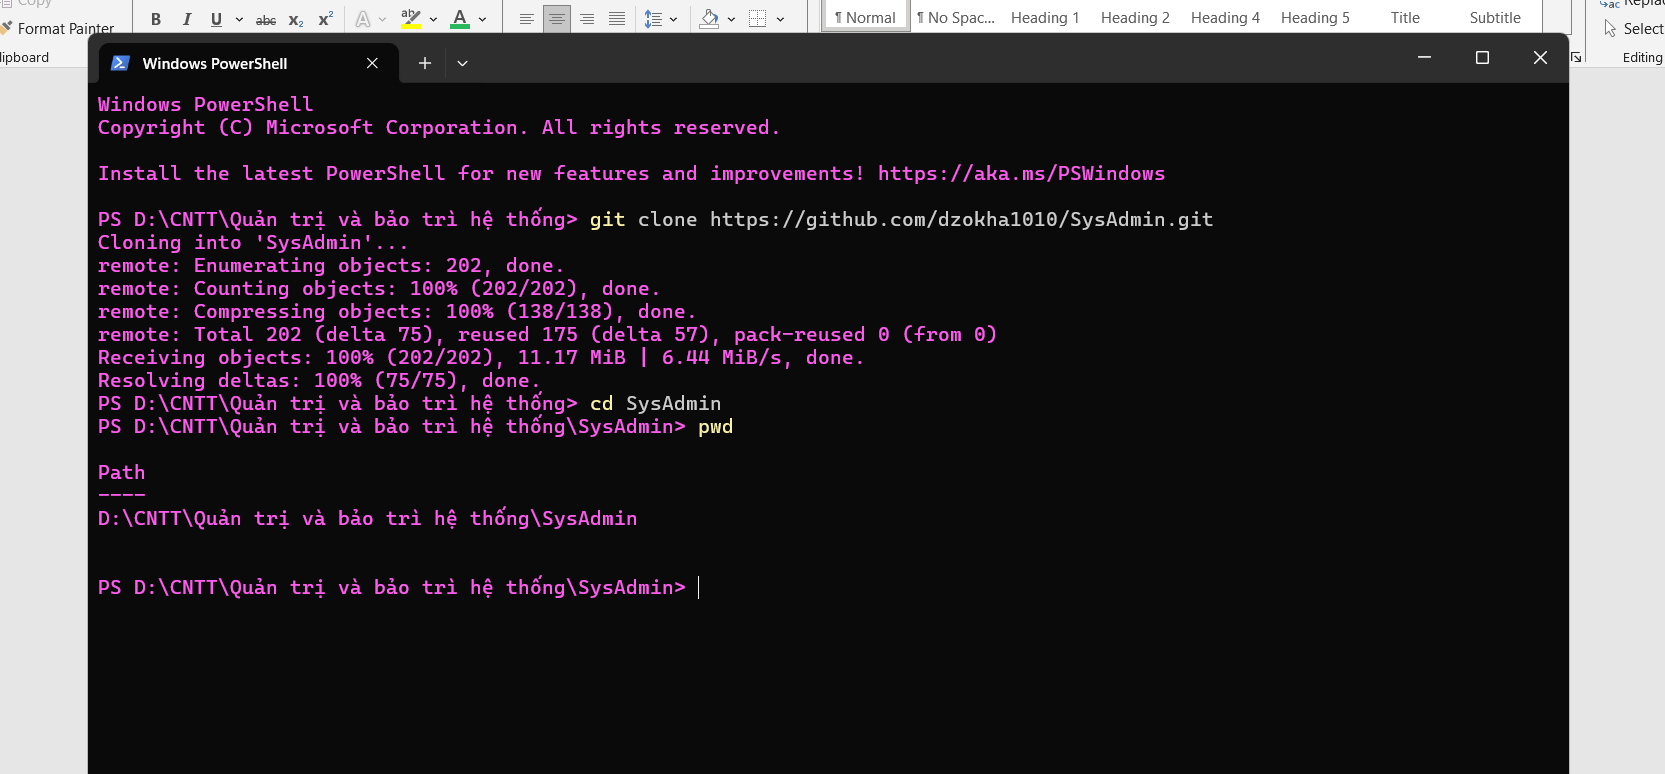 Copy
Format Painter
lipboard
B I U abc x₂ x² A ab A
¶ Normal
¶ No Spac...
Heading 1
Heading 2
Heading 4
Heading 5
Title
Subtitle
Replac
Select
Editing
Windows PowerShell
Windows PowerShell
Copyright (C) Microsoft Corporation. All rights reserved.
Install the latest PowerShell for new features and improvements! https://aka.ms/PSWindows
PS D:\CNTT\Quản trị và bảo trì hệ thống> git clone https://github.com/dzokha1010/SysAdmin.git
Cloning into 'SysAdmin'...
remote: Enumerating objects: 202, done.
remote: Counting objects: 100% (202/202), done.
remote: Compressing objects: 100% (138/138), done.
remote: Total 202 (delta 75), reused 175 (delta 57), pack-reused 0 (from 0)
Receiving objects: 100% (202/202), 11.17 MiB | 6.44 MiB/s, done.
Resolving deltas: 100% (75/75), done.
PS D:\CNTT\Quản trị và bảo trì hệ thống> cd SysAdmin
PS D:\CNTT\Quản trị và bảo trì hệ thống\SysAdmin> pwd
Path
----
D:\CNTT\Quản trị và bảo trì hệ thống\SysAdmin
PS D:\CNTT\Quản trị và bảo trì hệ thống\SysAdmin>